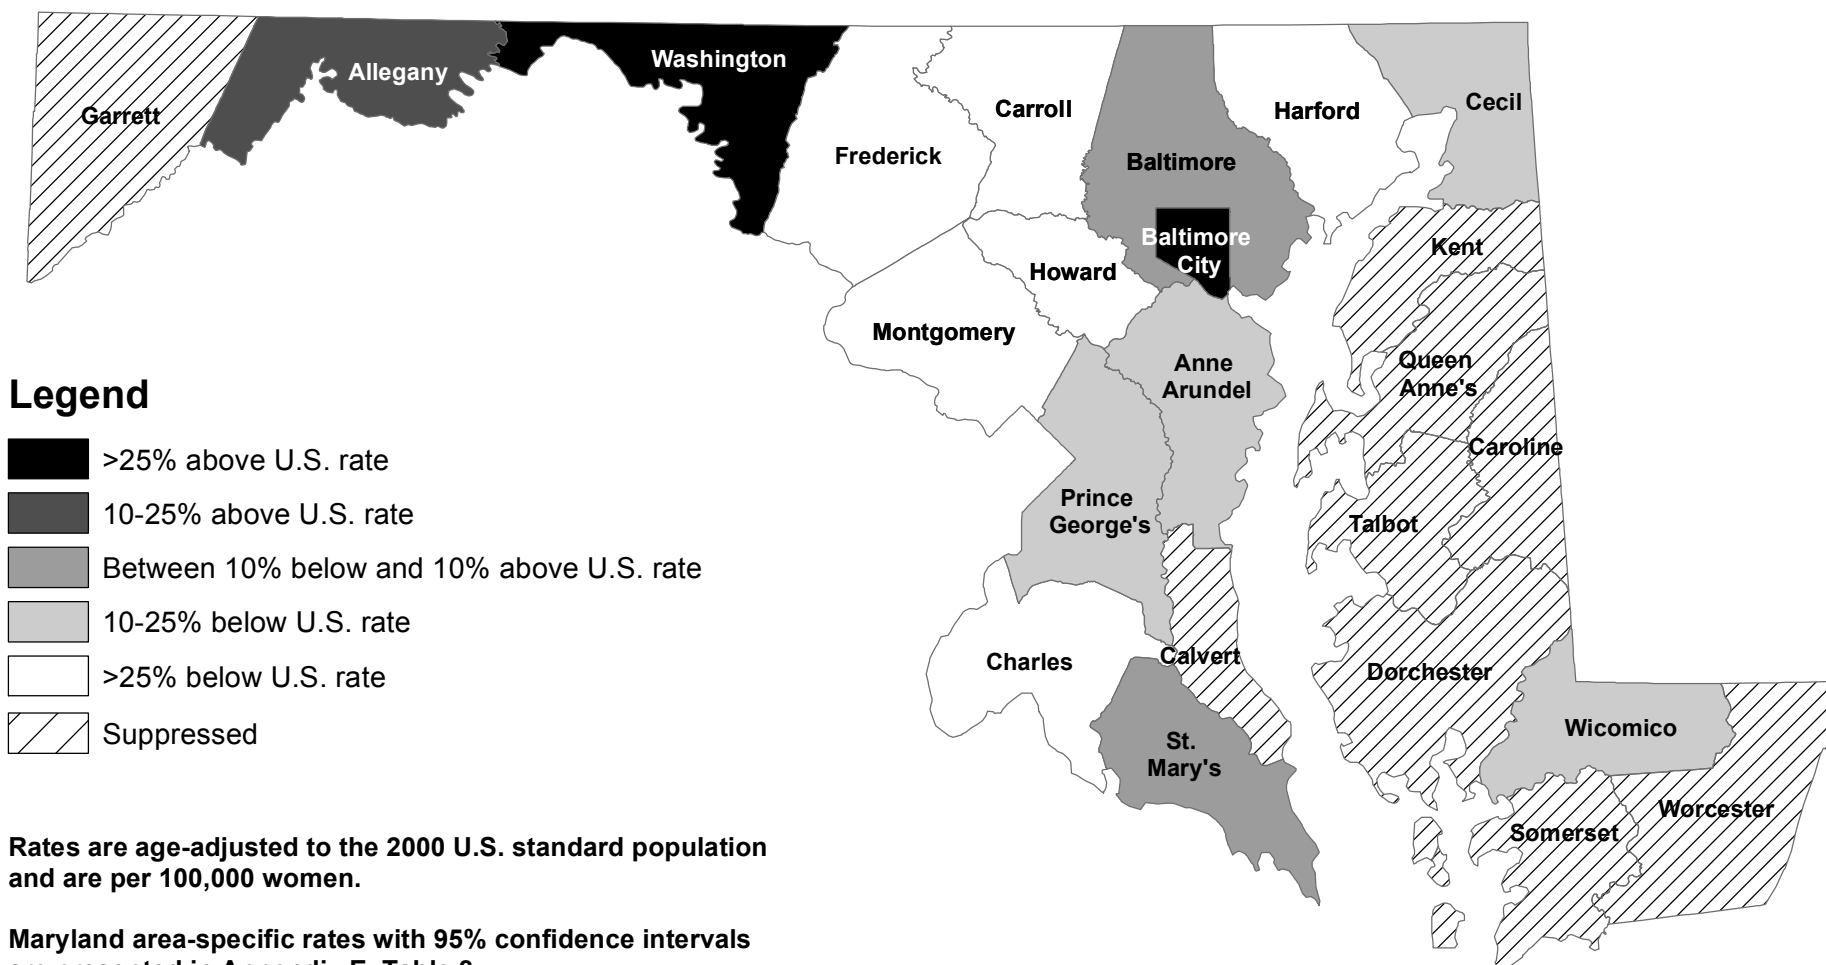 Washington
Allegany
Garrett
Carroll
Harford
Cecil
Frederick
Baltimore
Baltimore
City
Kent
Howard
Montgomery
Anne
Arundel
Queen
Anne's
Caroline
Prince
George's
Talbot
Charles
Calvert
Dorchester
St.
Mary's
Wicomico
Worcester
Somerset
Legend
>25% above U.S. rate
10-25% above U.S. rate
Between 10% below and 10% above U.S. rate
10-25% below U.S. rate
>25% below U.S. rate
Suppressed
Rates are age-adjusted to the 2000 U.S. standard population
and are per 100,000 women.
Maryland area-specific rates with 95% confidence intervals